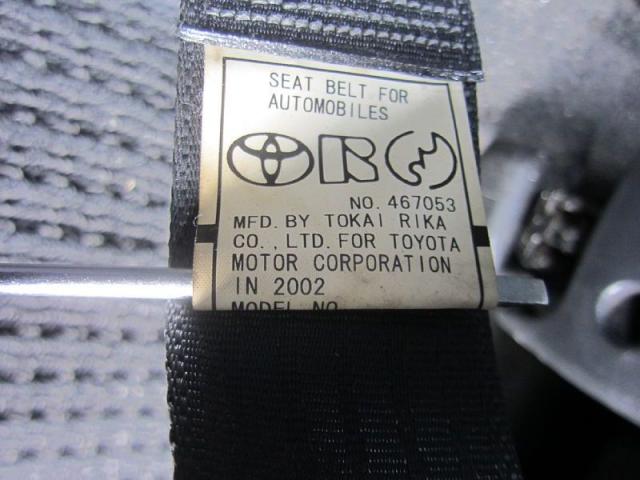 SEAT BELT FOR
AUTOMOBILES
NO. 467053
MFD. BY TOKAI RIKA
CO., LTD. FOR TOYOTA
MOTOR CORPORATION
IN 2002
MODEL NO